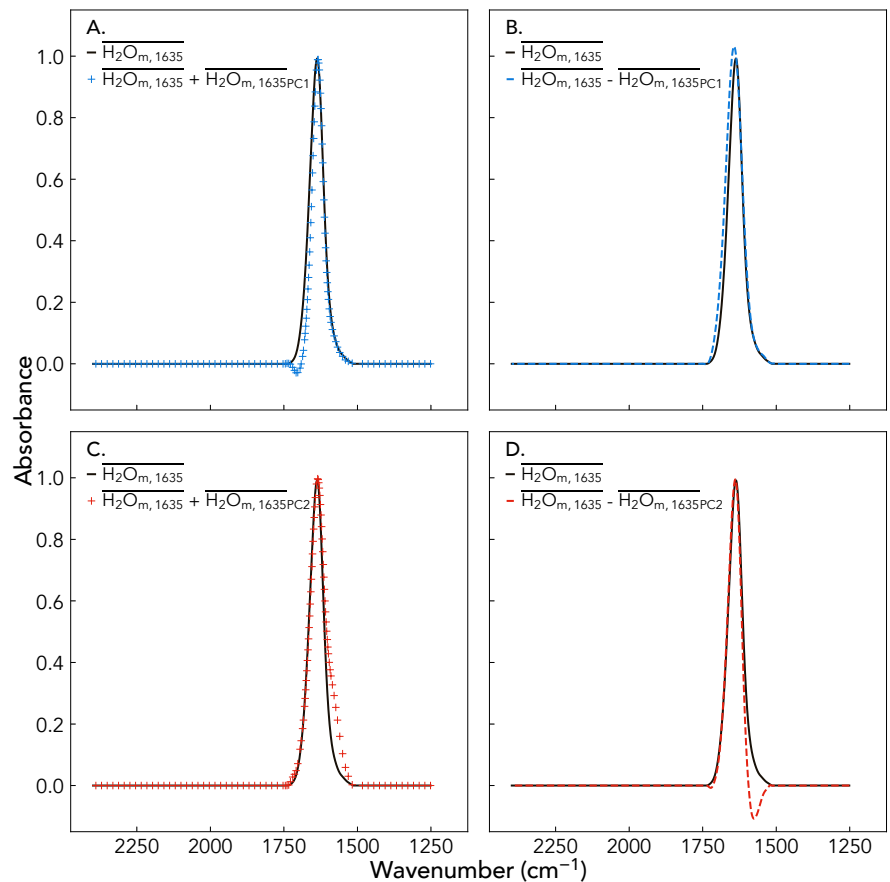 A.
H₂Oₘ, ₁₆₃₅
H₂Oₘ, ₁₆₃₅ + H₂Oₘ, ₁₆₃₅PC1
B.
H₂Oₘ, ₁₆₃₅
H₂Oₘ, ₁₆₃₅ - H₂Oₘ, ₁₆₃₅PC1
1.0
0.8
0.6
0.4
0.2
0.0
C.
H₂Oₘ, ₁₆₃₅
H₂Oₘ, ₁₆₃₅ + H₂Oₘ, ₁₆₃₅PC2
D.
H₂Oₘ, ₁₆₃₅
H₂Oₘ, ₁₆₃₅ - H₂Oₘ, ₁₆₃₅PC2
1.0
0.8
0.6
0.4
0.2
0.0
Absorbance
2250 2000 1750 1500 1250
2250 2000 1750 1500 1250
Wavenumber (cm⁻¹)